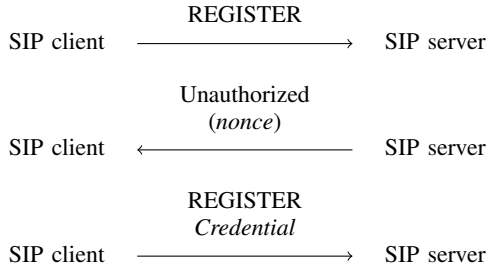 REGISTER
SIP client SIP server
Unauthorized
(nonce)
SIP client SIP server
REGISTER
Credential
SIP client SIP server